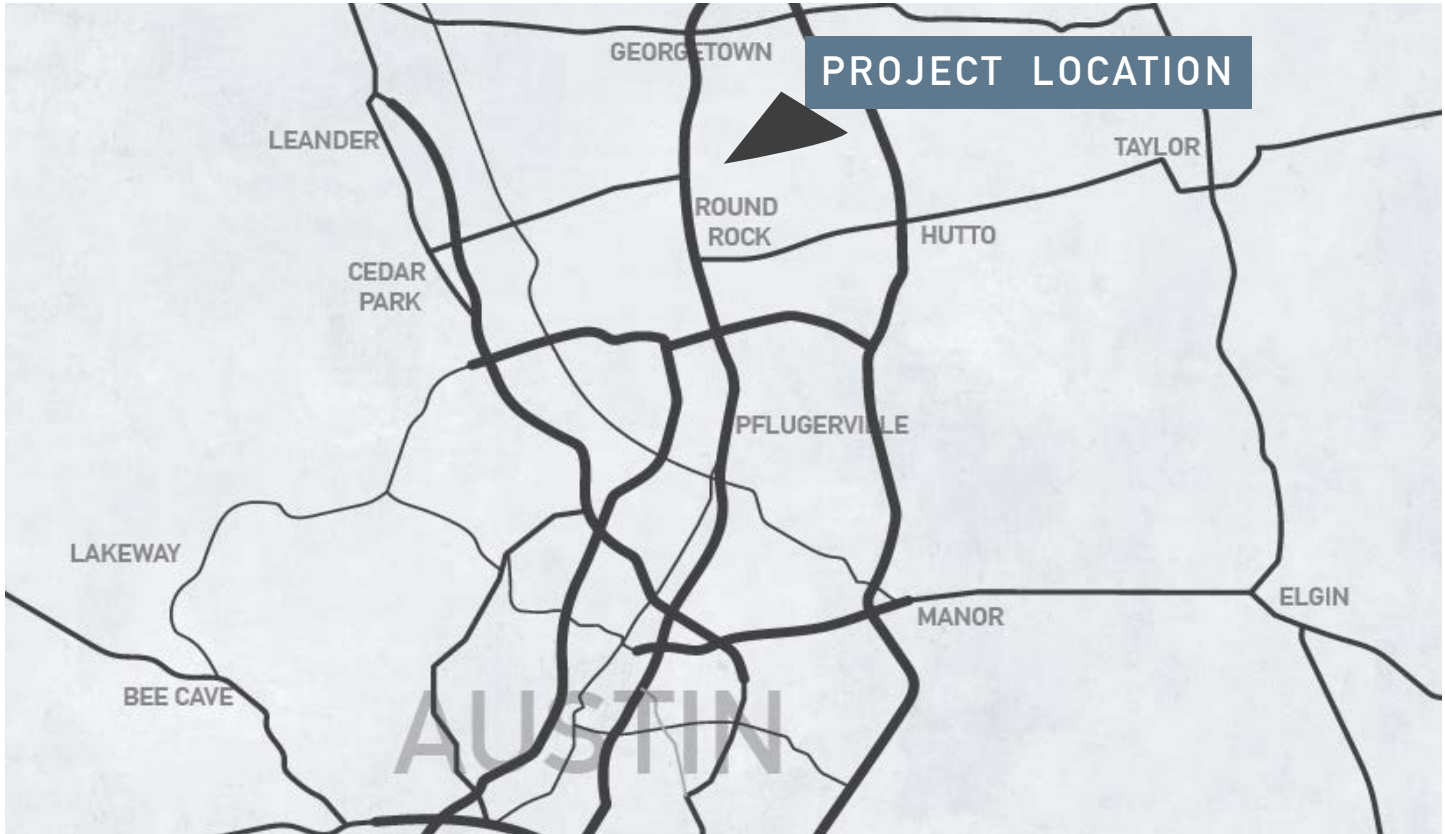 GEORGETOWN
PROJECT LOCATION
LEANDER
TAYLOR
ROUND
ROCK
HUTTO
CEDAR
PARK
PFLUGERVILLE
LAKEWAY
ELGIN
MANOR
BEE CAVE
AUSTIN